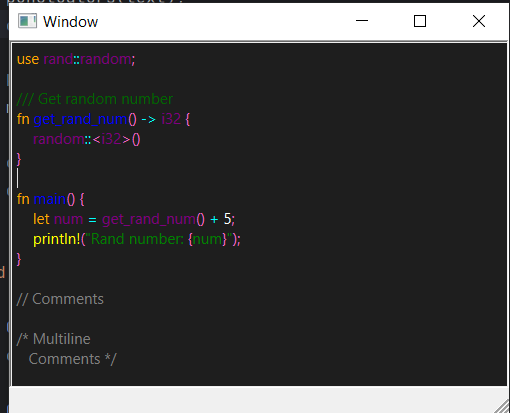 Window
use rand::random;
/// Get random number
fn get_rand_num() -> i32 {
    random::<i32>()
}
fn main() {
    let num = get_rand_num() + 5;
    println!("Rand number: {num}");
}
// Comments
/* Multiline
   Comments */